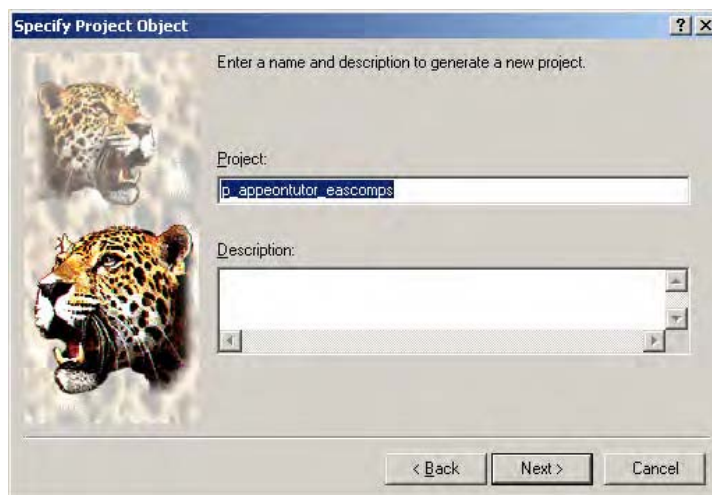 Specify Project Object
Enter a name and description to generate a new project.
Project:
p_appeontutor_eascomps
Description:
< Back
Next >
Cancel